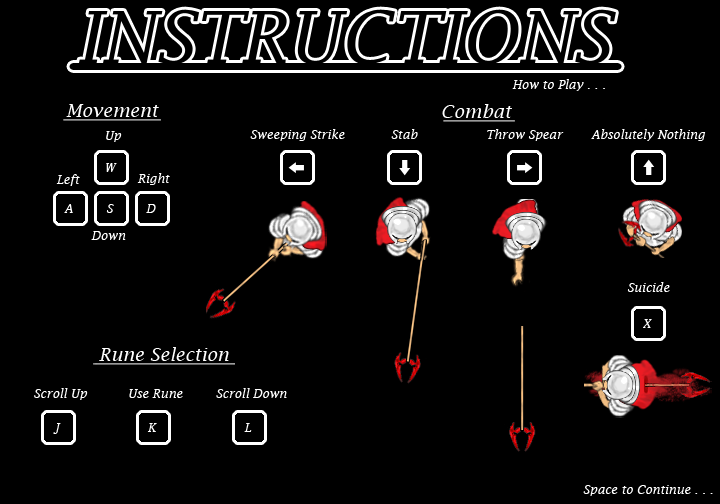 INSTRUCTIONS
How to Play . . .
Movement
Up
W
Left
Right
A S D
Down
Combat
Sweeping Strike
Stab
Throw Spear
Absolutely Nothing
Suicide
X
Rune Selection
Scroll Up
Use Rune
Scroll Down
J
K
L
Space to Continue . . .